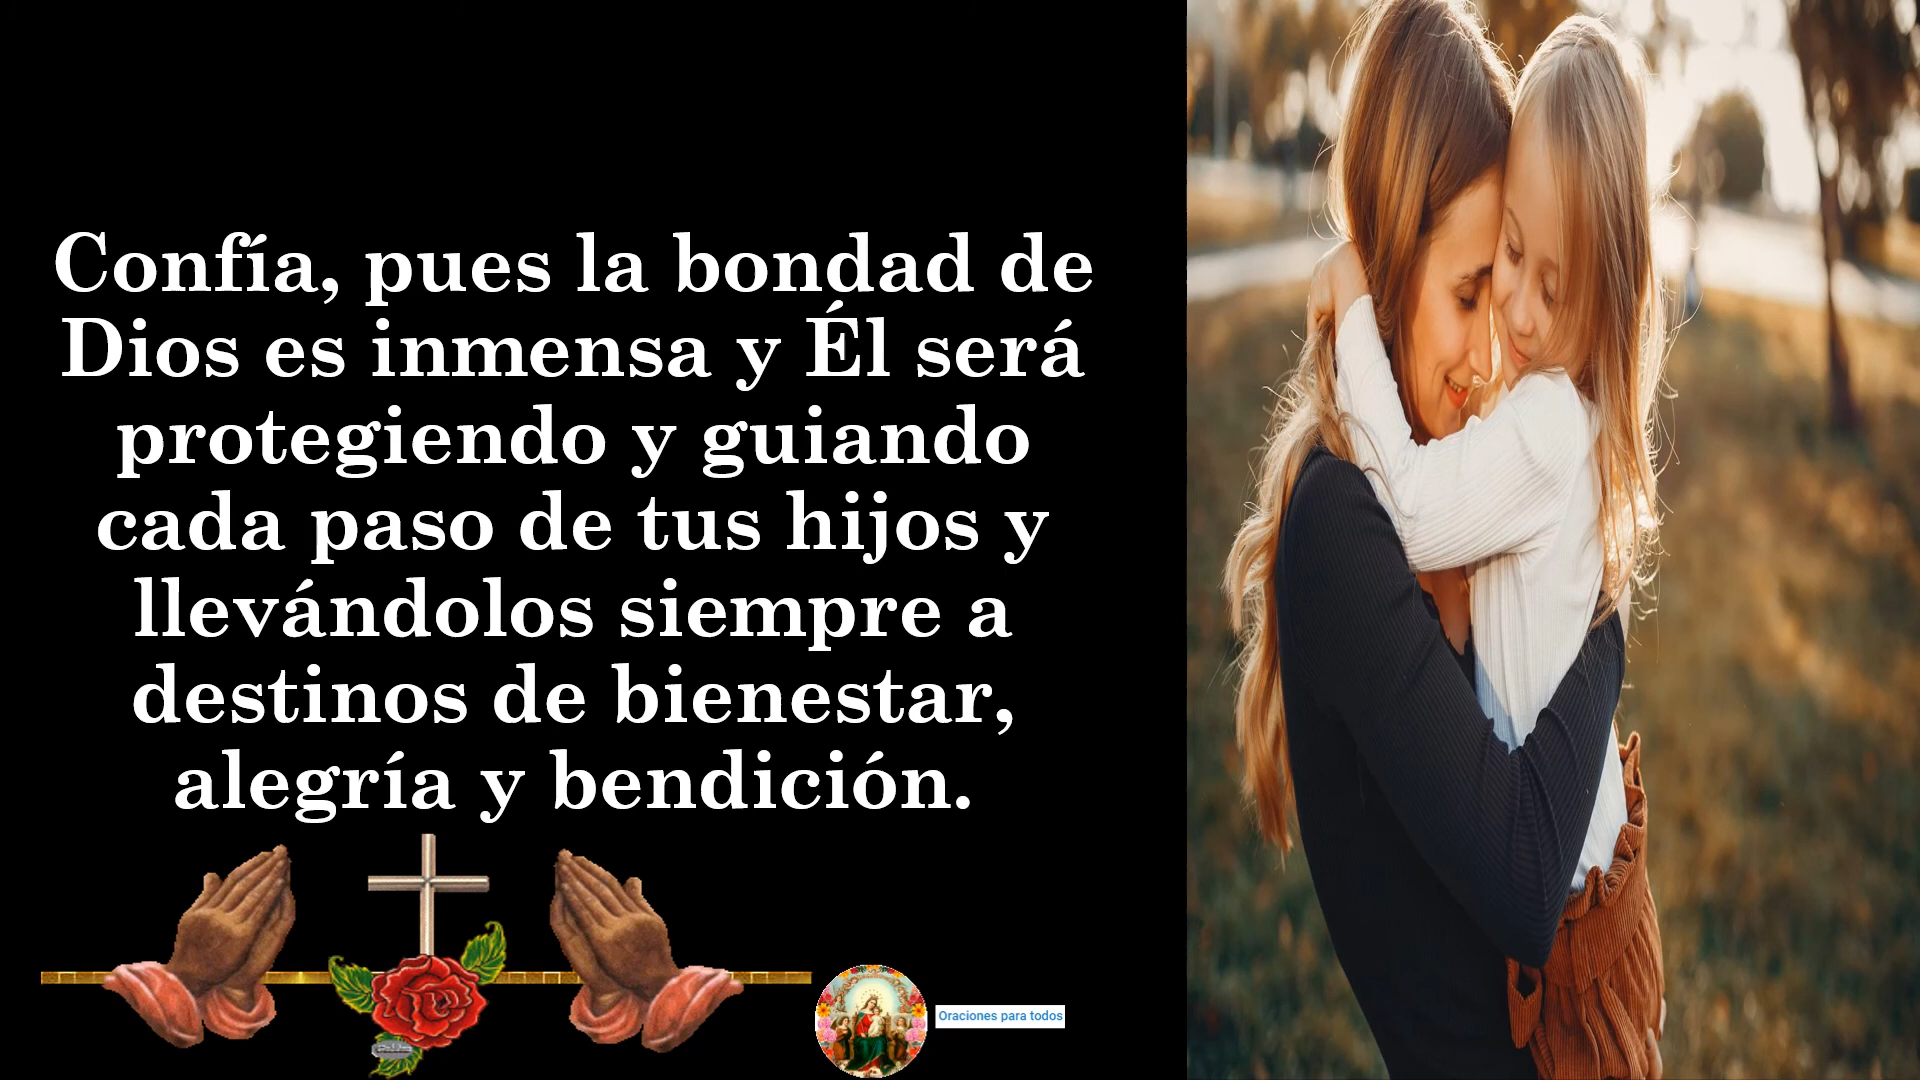 Confía, pues la bondad de
Dios es inmensa y Él será
protegiendo y guiando
cada paso de tus hijos y
llevándolos siempre a
destinos de bienestar,
alegría y bendición.
Oraciones para todos